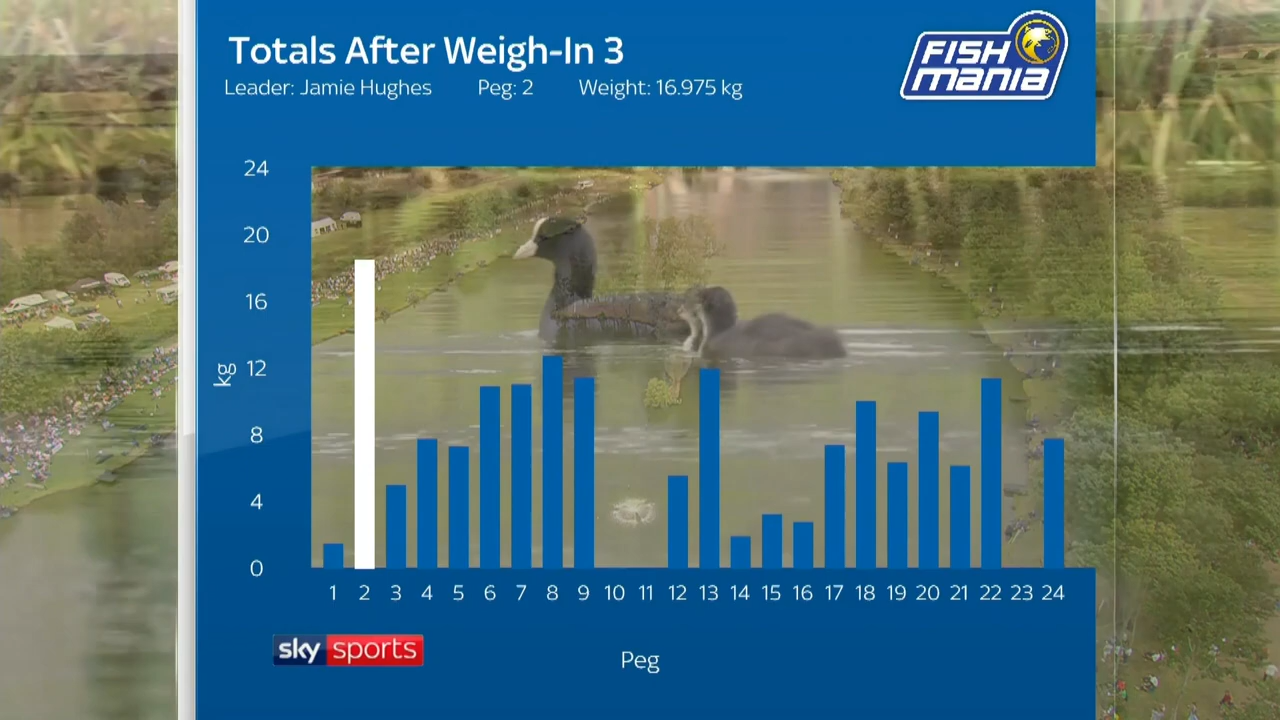 Totals After Weigh-In 3
Leader: Jamie Hughes Peg: 2 Weight: 16.975 kg
FISH
MANIA
24
20
16
12
8
4
0
kg
1 2 3 4 5 6 7 8 9 10 11 12 13 14 15 16 17 18 19 20 21 22 23 24
Peg
sky sports